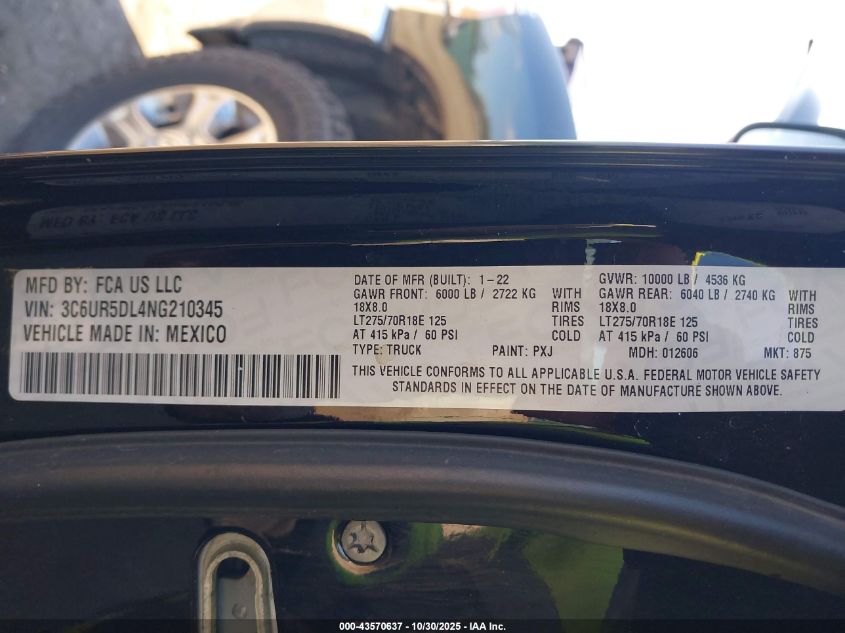 MFD BY: FCA US LLC
VIN: 3C6UR5DL4NG210345
VEHICLE MADE IN: MEXICO
DATE OF MFR (BUILT): 1-22
GAWR FRONT: 6000 LB / 2722 KG WITH
18X8.0 RIMS
LT275/70R18E 125 TIRES
AT 415 kPa / 60 PSI COLD
TYPE: TRUCK PAINT: PXJ
GVWR: 10000 LB / 4536 KG
GAWR REAR: 6040 LB / 2740 KG WITH
18X8.0 RIMS
LT275/70R18E 125 TIRES
AT 415 kPa / 60 PSI COLD
MDH: 012606 MKT: 875
THIS VEHICLE CONFORMS TO ALL APPLICABLE U.S.A. FEDERAL MOTOR VEHICLE SAFETY
STANDARDS IN EFFECT ON THE DATE OF MANUFACTURE SHOWN ABOVE.
000-43570637 - 10/30/2025 - IAA Inc.